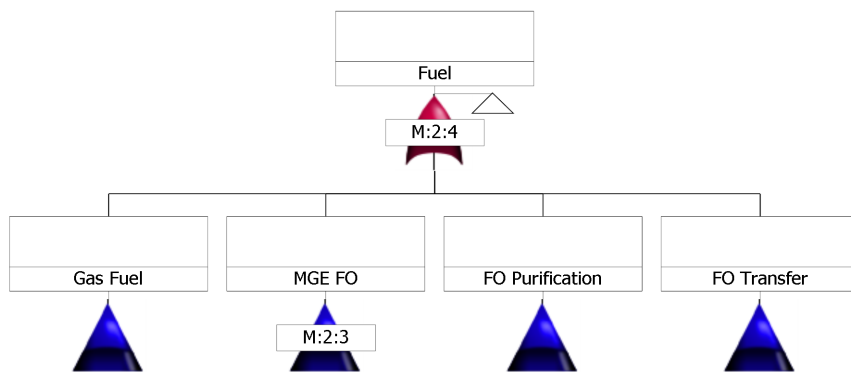 Fuel
M:2:4
Gas Fuel
MGE FO
FO Purification
FO Transfer
M:2:3